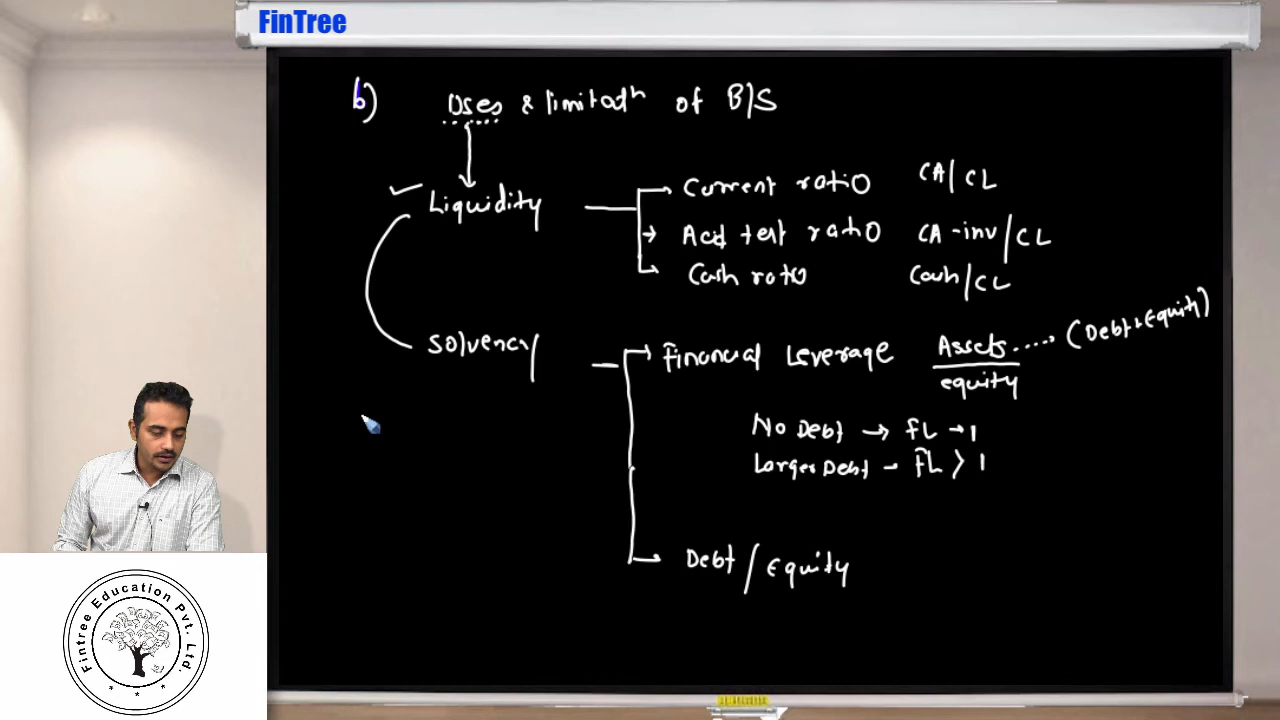 FinTree
b) Uses & limitatn of B/S
Liquidity
Current ratio CA/CL
Acid test ratio CA-inv/CL
Cash ratio Cash/CL
Solvency
Financial Leverage Assets .... (Debt+Equity)
equity
No Debt → FL → 1
Larger Debt - FL > 1
Debt / Equity
Fintree Education Pvt. Ltd.